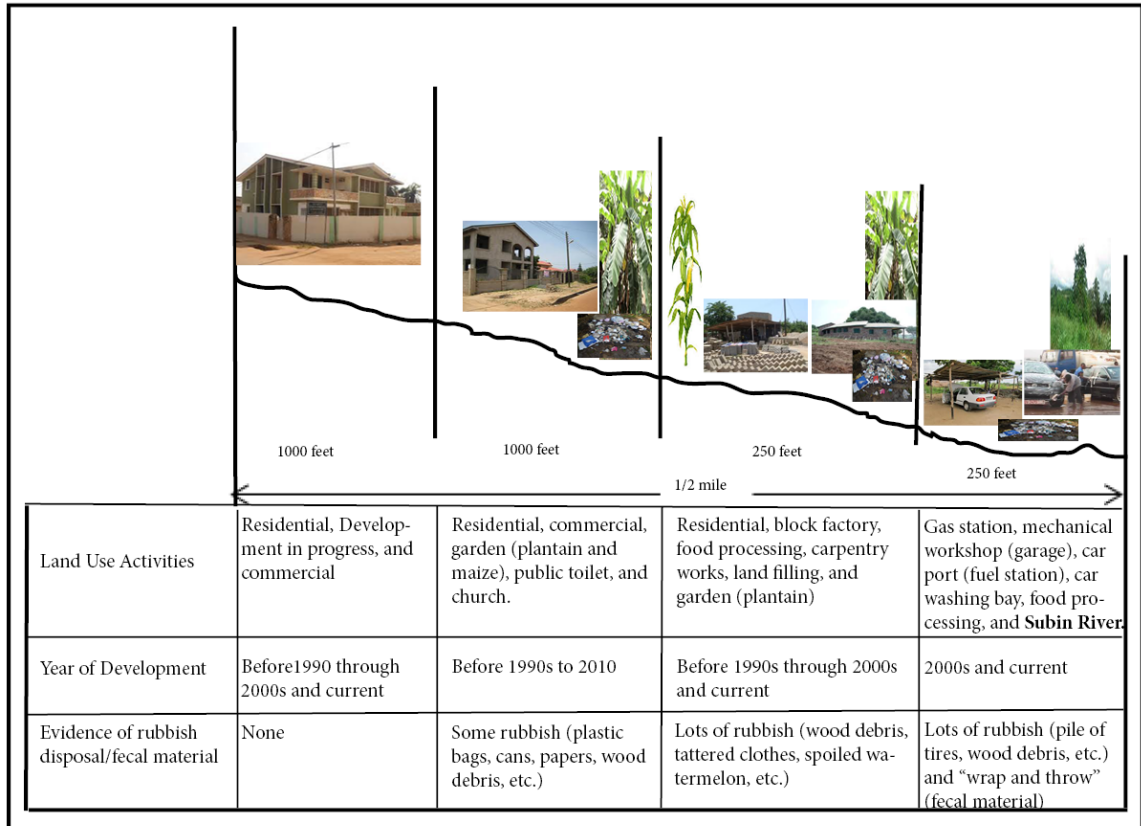 1000 feet
1000 feet
250 feet
250 feet
1/2 mile
Land Use Activities
Residential, Develop-
ment in progress, and
commercial
Residential, commercial,
garden (plantain and
maize), public toilet, and
church.
Residential, block factory,
food processing, carpentry
works, land filling, and
garden (plantain)
Gas station, mechanical
workshop (garage), car
port (fuel station), car
washing bay, food pro-
cessing, and Subin River.
Year of Development
Before1990 through
2000s and current
Before 1990s to 2010
Before 1990s through 2000s
and current
2000s and current
Evidence of rubbish
disposal/fecal material
None
Some rubbish (plastic
bags, cans, papers, wood
debris, etc.)
Lots of rubbish (wood debris,
tattered clothes, spoiled wa-
termelon, etc.)
Lots of rubbish (pile of
tires, wood debris, etc.)
and “wrap and throw”
(fecal material)